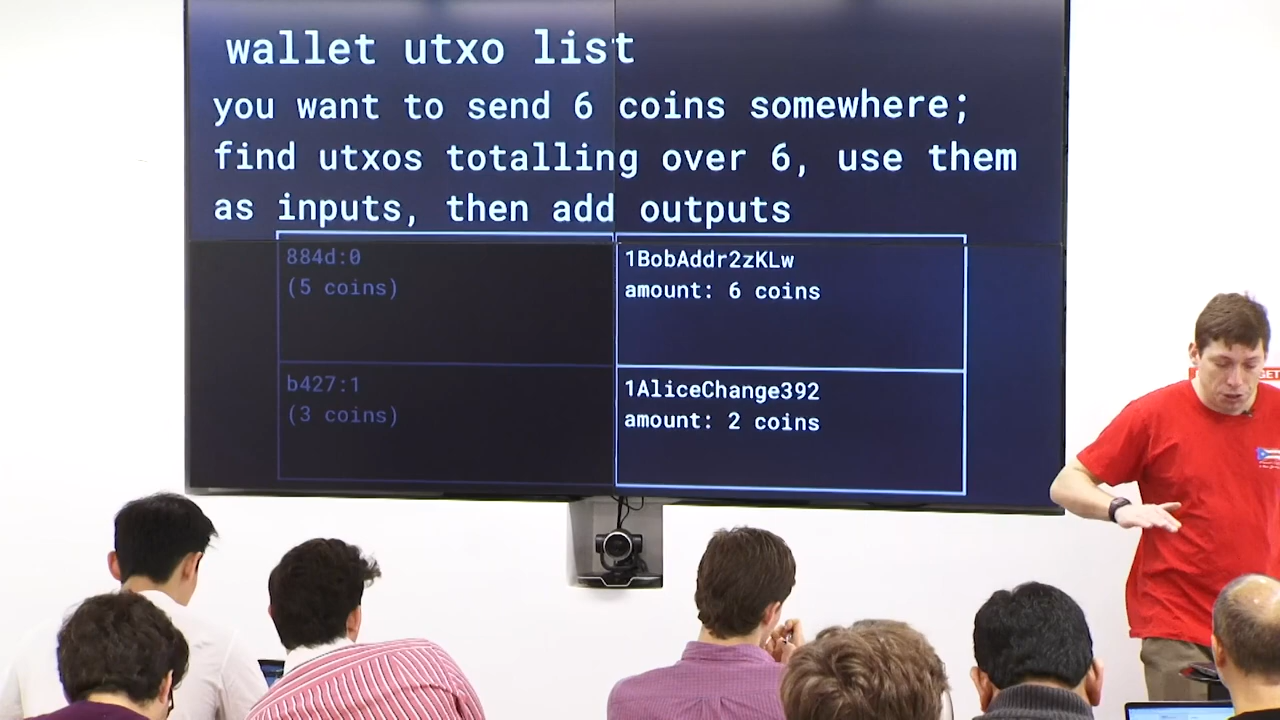 wallet utxo list
you want to send 6 coins somewhere;
find utxos totalling over 6, use them
as inputs, then add outputs
884d:0
(5 coins)
1BobAddr2zKLw
amount: 6 coins
b427:1
(3 coins)
1AliceChange392
amount: 2 coins